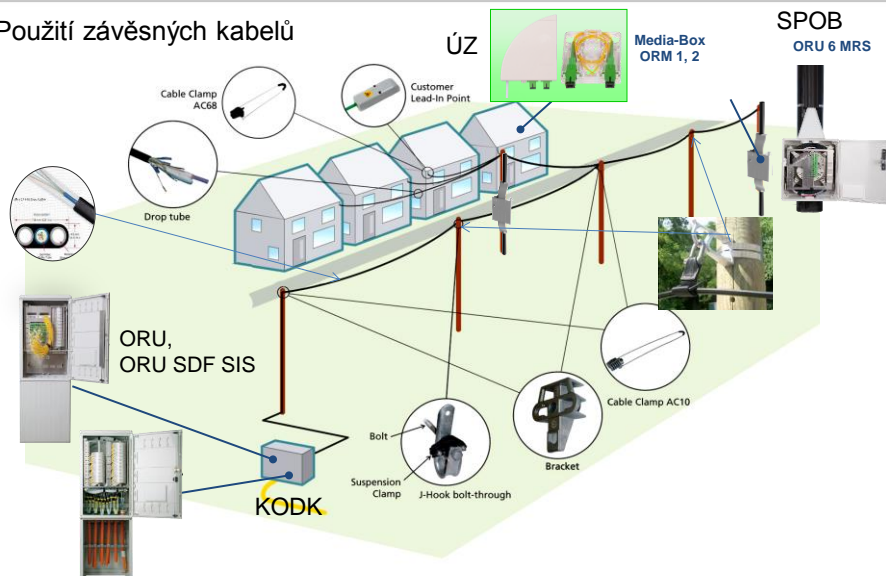 Použití závěsných kabelů
ÚZ
Media-Box
ORM 1, 2
SPOB
ORU 6 MRS
Cable Clamp
AC68
Customer
Lead-In Point
Drop tube
ORU,
ORU SDF SIS
Cable Clamp AC10
Bolt
Suspension
Clamp
J-Hook bolt-through
Bracket
KODK